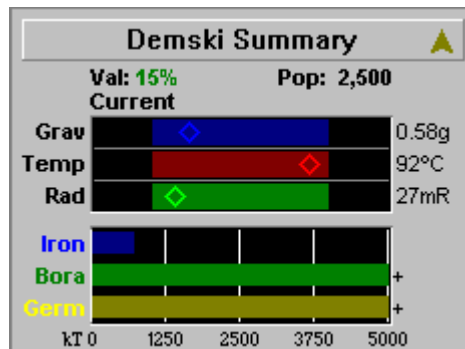 Demski Summary
Val: 15% Pop: 2,500
Current
Grav 0.58g
Temp 92°C
Rad 27mR
Iron
Bora +
Germ +
kT 0 1250 2500 3750 5000